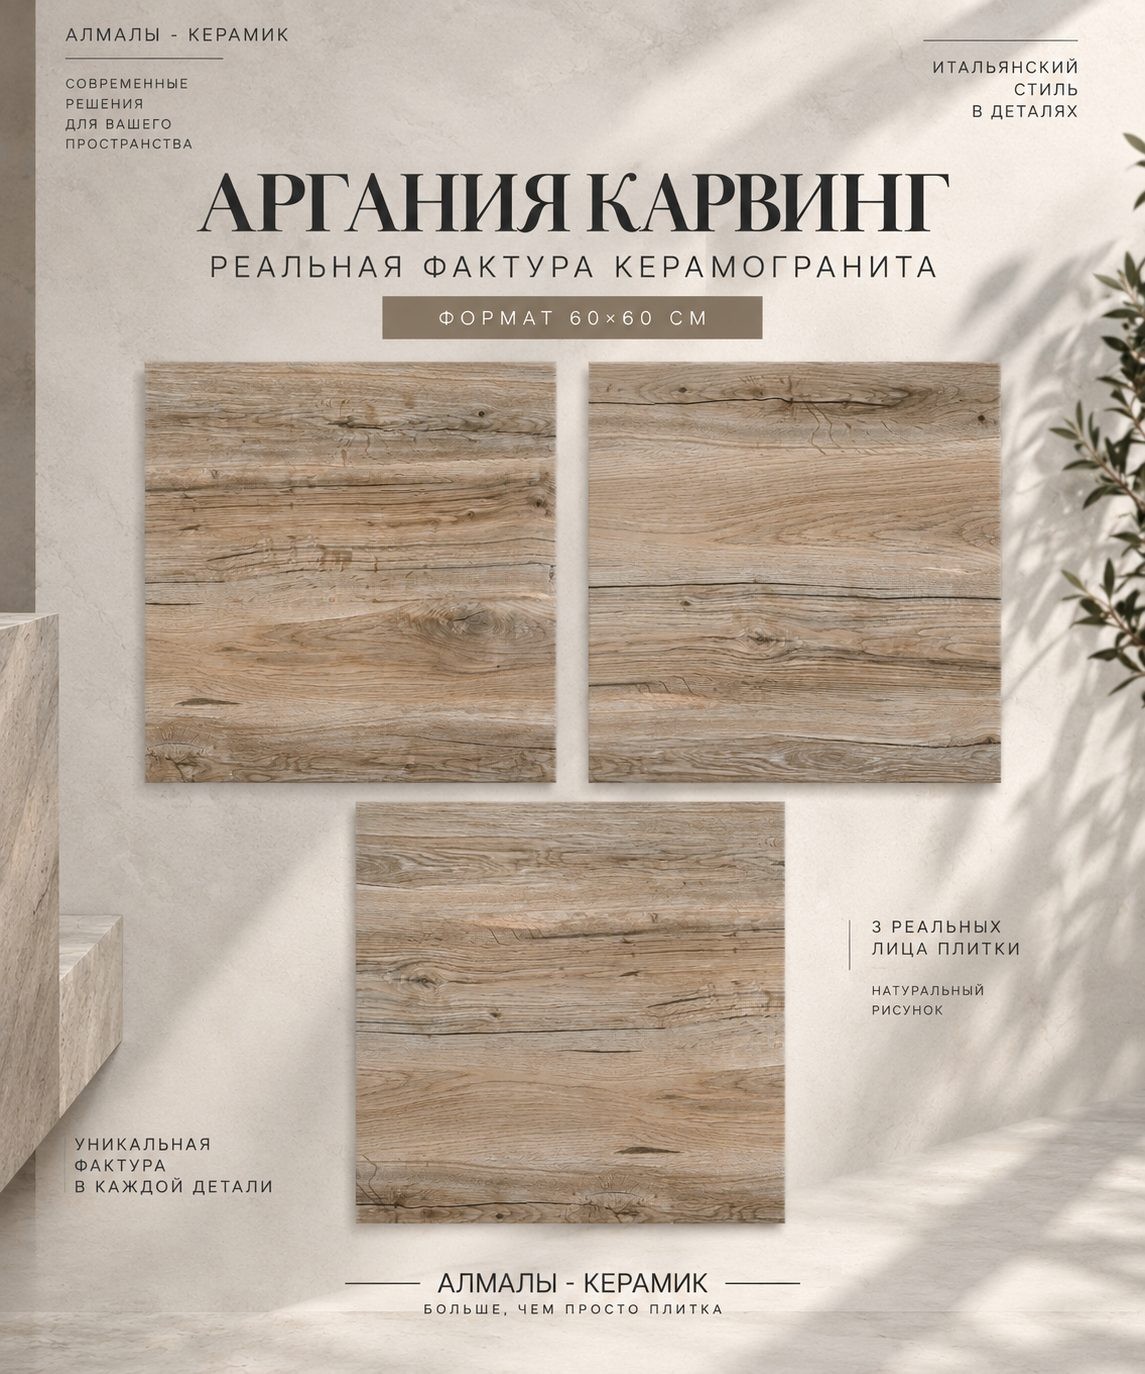 АЛМАЛЫ - КЕРАМИК
СОВРЕМЕННЫЕ
РЕШЕНИЯ
ДЛЯ ВАШЕГО
ПРОСТРАНСТВА
ИТАЛЬЯНСКИЙ
СТИЛЬ
В ДЕТАЛЯХ
АРГАНИЯ КАРВИНГ
РЕАЛЬНАЯ ФАКТУРА КЕРАМОГРАНИТА
ФОРМАТ 60×60 СМ
3 РЕАЛЬНЫХ
ЛИЦА ПЛИТКИ
НАТУРАЛЬНЫЙ
РИСУНОК
УНИКАЛЬНАЯ
ФАКТУРА
В КАЖДОЙ ДЕТАЛИ
АЛМАЛЫ - КЕРАМИК
БОЛЬШЕ, ЧЕМ ПРОСТО ПЛИТКА